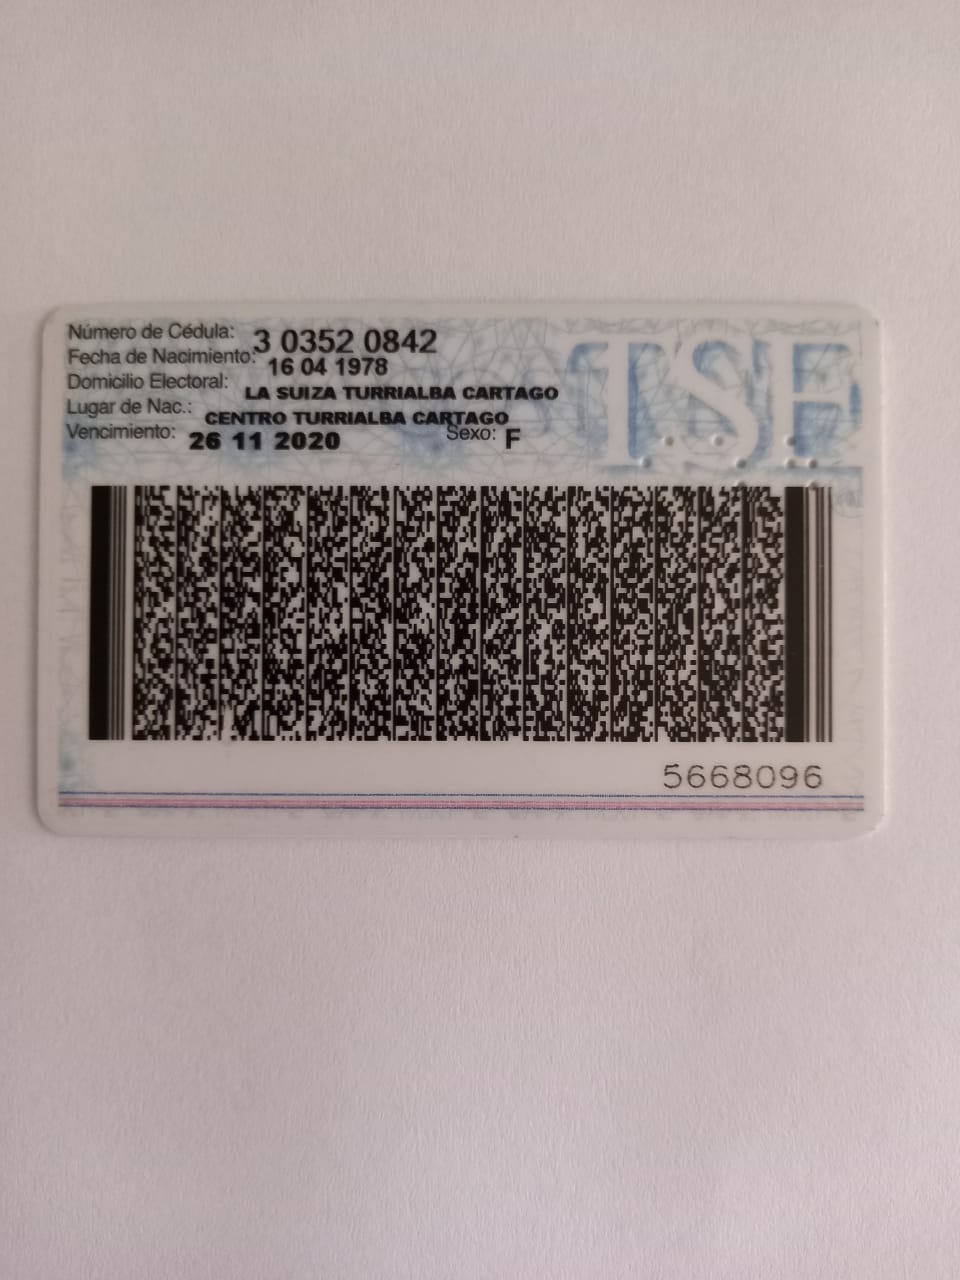 Número de Cédula: 3 0352 0842
Fecha de Nacimiento: 16 04 1978
Domicilio Electoral: LA SUIZA TURRIALBA CARTAGO
Lugar de Nac.: CENTRO TURRIALBA CARTAGO
Vencimiento: 26 11 2020 Sexo: F
T.S.E
5668096